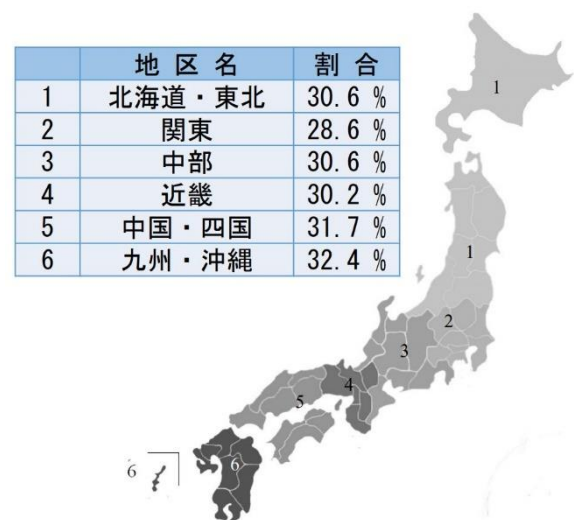 地区名 割合
1 北海道・東北 30.6 %
2 関東 28.6 %
3 中部 30.6 %
4 近畿 30.2 %
5 中国・四国 31.7 %
6 九州・沖縄 32.4 %
1
1
2
3
4
5
6
6